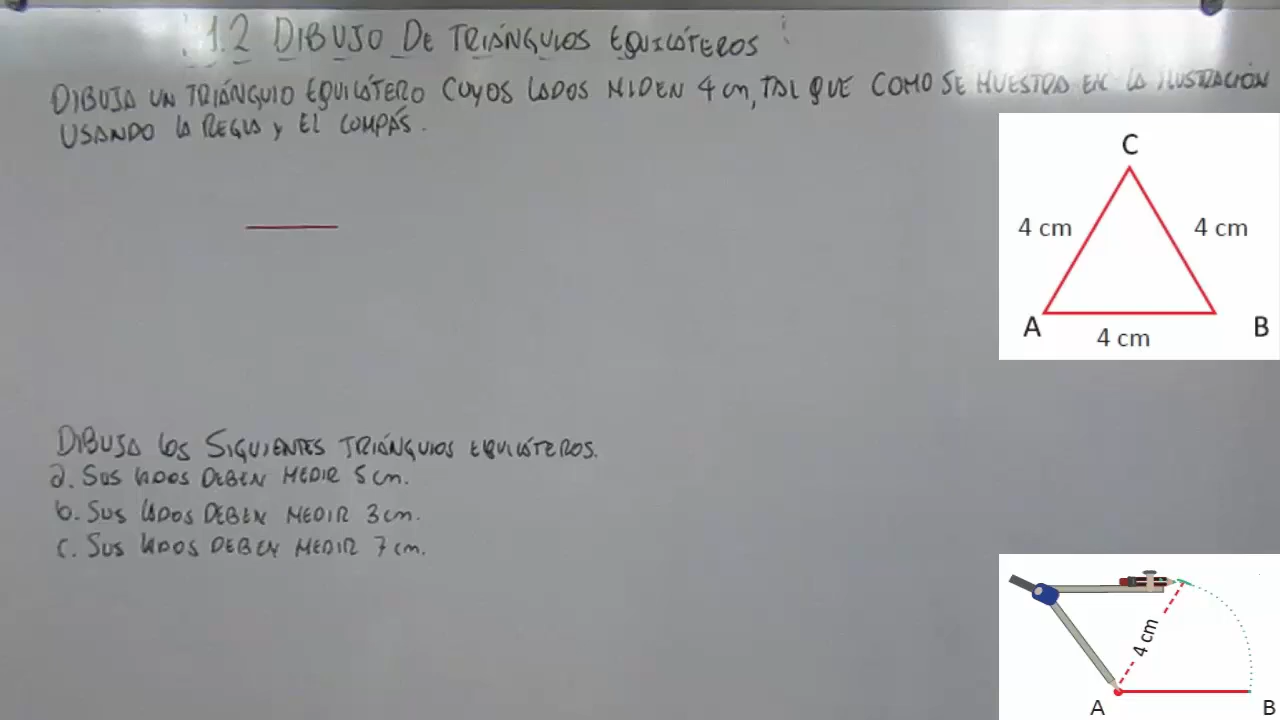 1.2 DIBUJO DE TRIÁNGULOS EQUILÁTEROS
DIBUJA UN TRIÁNGULO EQUILÁTERO CUYOS LADOS MIDEN 4 cm, TAL QUE COMO SE MUESTRA EN LA ILUSTRACIÓN
USANDO LA REGLA y EL COMPÁS.
C
4 cm
4 cm
A
B
4 cm
DIBUJA LOS SIGUIENTES TRIÁNGULOS EQUILÁTEROS.
a. SUS LADOS DEBEN MEDIR 5 cm.
b. SUS LADOS DEBEN MEDIR 3 cm.
c. SUS LADOS DEBEN MEDIR 7 cm.
4 cm
A
B